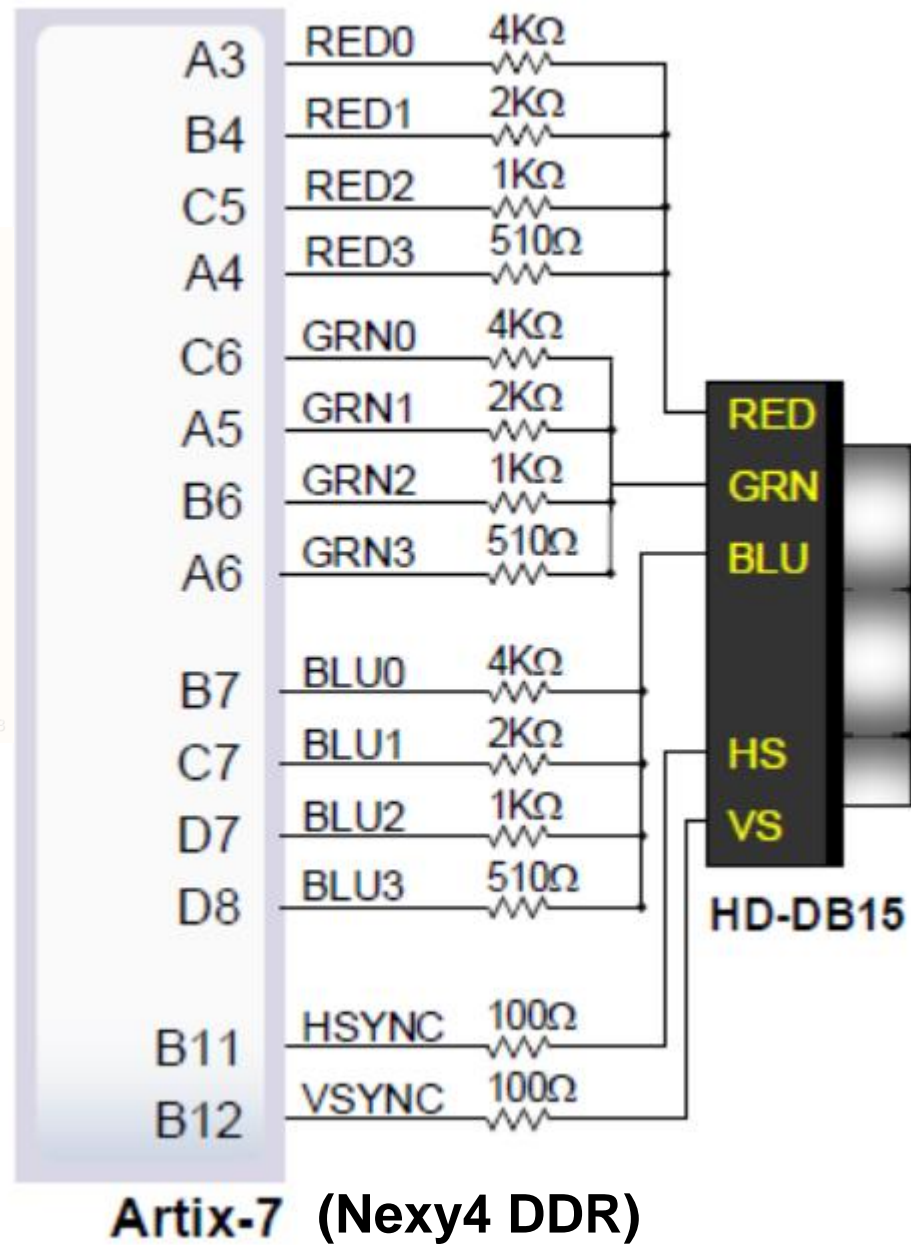 A3 RED0 4KΩ
B4 RED1 2KΩ
C5 RED2 1KΩ
A4 RED3 510Ω
C6 GRN0 4KΩ
A5 GRN1 2KΩ
B6 GRN2 1KΩ
A6 GRN3 510Ω
B7 BLU0 4KΩ
C7 BLU1 2KΩ
D7 BLU2 1KΩ
D8 BLU3 510Ω
B11 HSYNC 100Ω
B12 VSYNC 100Ω
RED
GRN
BLU
HS
VS
HD-DB15
Artix-7 (Nexy4 DDR)